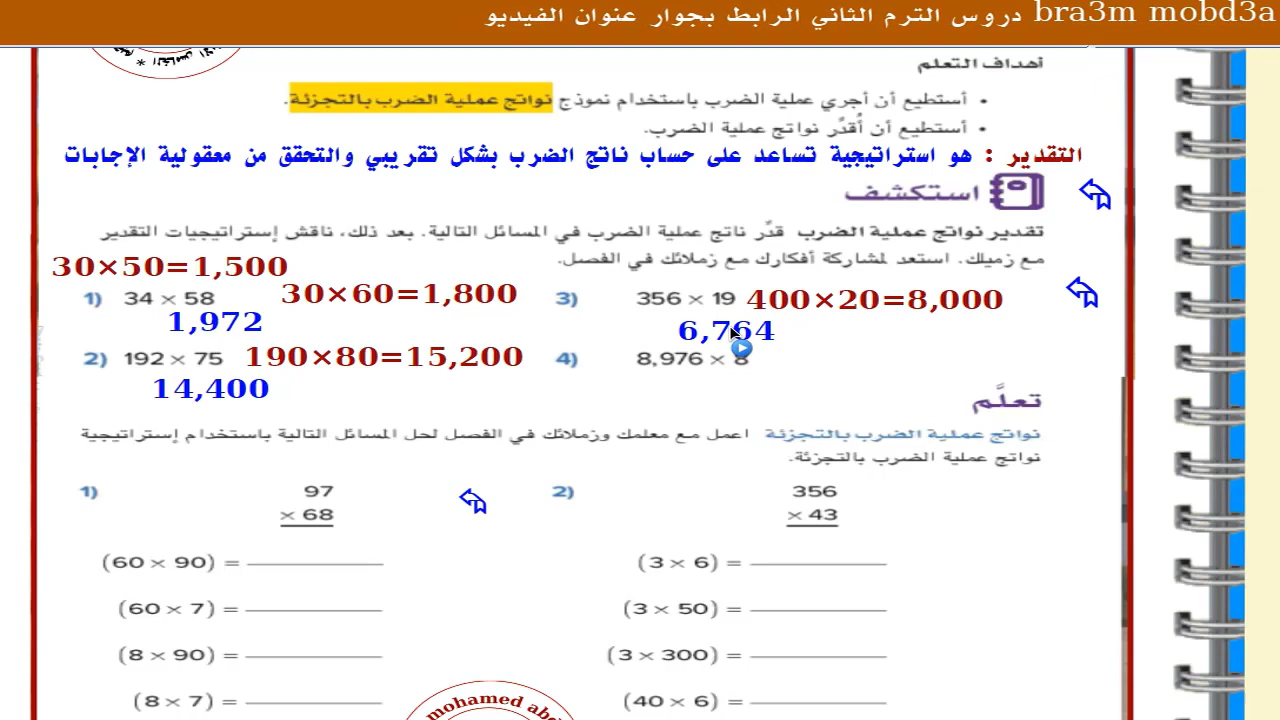 bra3m mobd3a دروس الترم الثاني الرابط بجوار عنوان الفيديو
أهداف التعلم
• أستطيع أن أجري عملية الضرب باستخدام نموذج نواتج عملية الضرب بالتجزئة.
• أستطيع أن أُقدِّر نواتج عملية الضرب.
التقدير : هو استراتيجية تساعد على حساب ناتج الضرب بشكل تقريبي والتحقق من معقولية الإجابات
استكشف
تقدير نواتج عملية الضرب قدِّر ناتج عملية الضرب في المسائل التالية. بعد ذلك، ناقش إستراتيجيات التقدير
مع زميلك. استعد لمشاركة أفكارك مع زملائك في الفصل.
30×50=1,500
1) 34 × 58 30×60=1,800
1,972
3) 356 × 19 400×20=8,000
6,764
2) 192 × 75 190×80=15,200
14,400
4) 8,976 × 8
تعلَّم
نواتج عملية الضرب بالتجزئة اعمل مع معلمك وزملائك في الفصل لحل المسائل التالية باستخدام إستراتيجية
نواتج عملية الضرب بالتجزئة.
1) 97
× 68
(60 × 90) =
(60 × 7) =
(8 × 90) =
(8 × 7) =
2) 356
× 43
(3 × 6) =
(3 × 50) =
(3 × 300) =
(40 × 6) =
mohamed